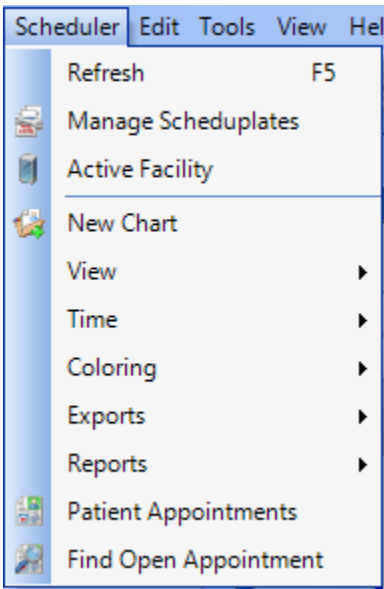 Scheduler Edit Tools View Hel
Refresh F5
Manage Scheduplates
Active Facility
New Chart
View
Time
Coloring
Exports
Reports
Patient Appointments
Find Open Appointment